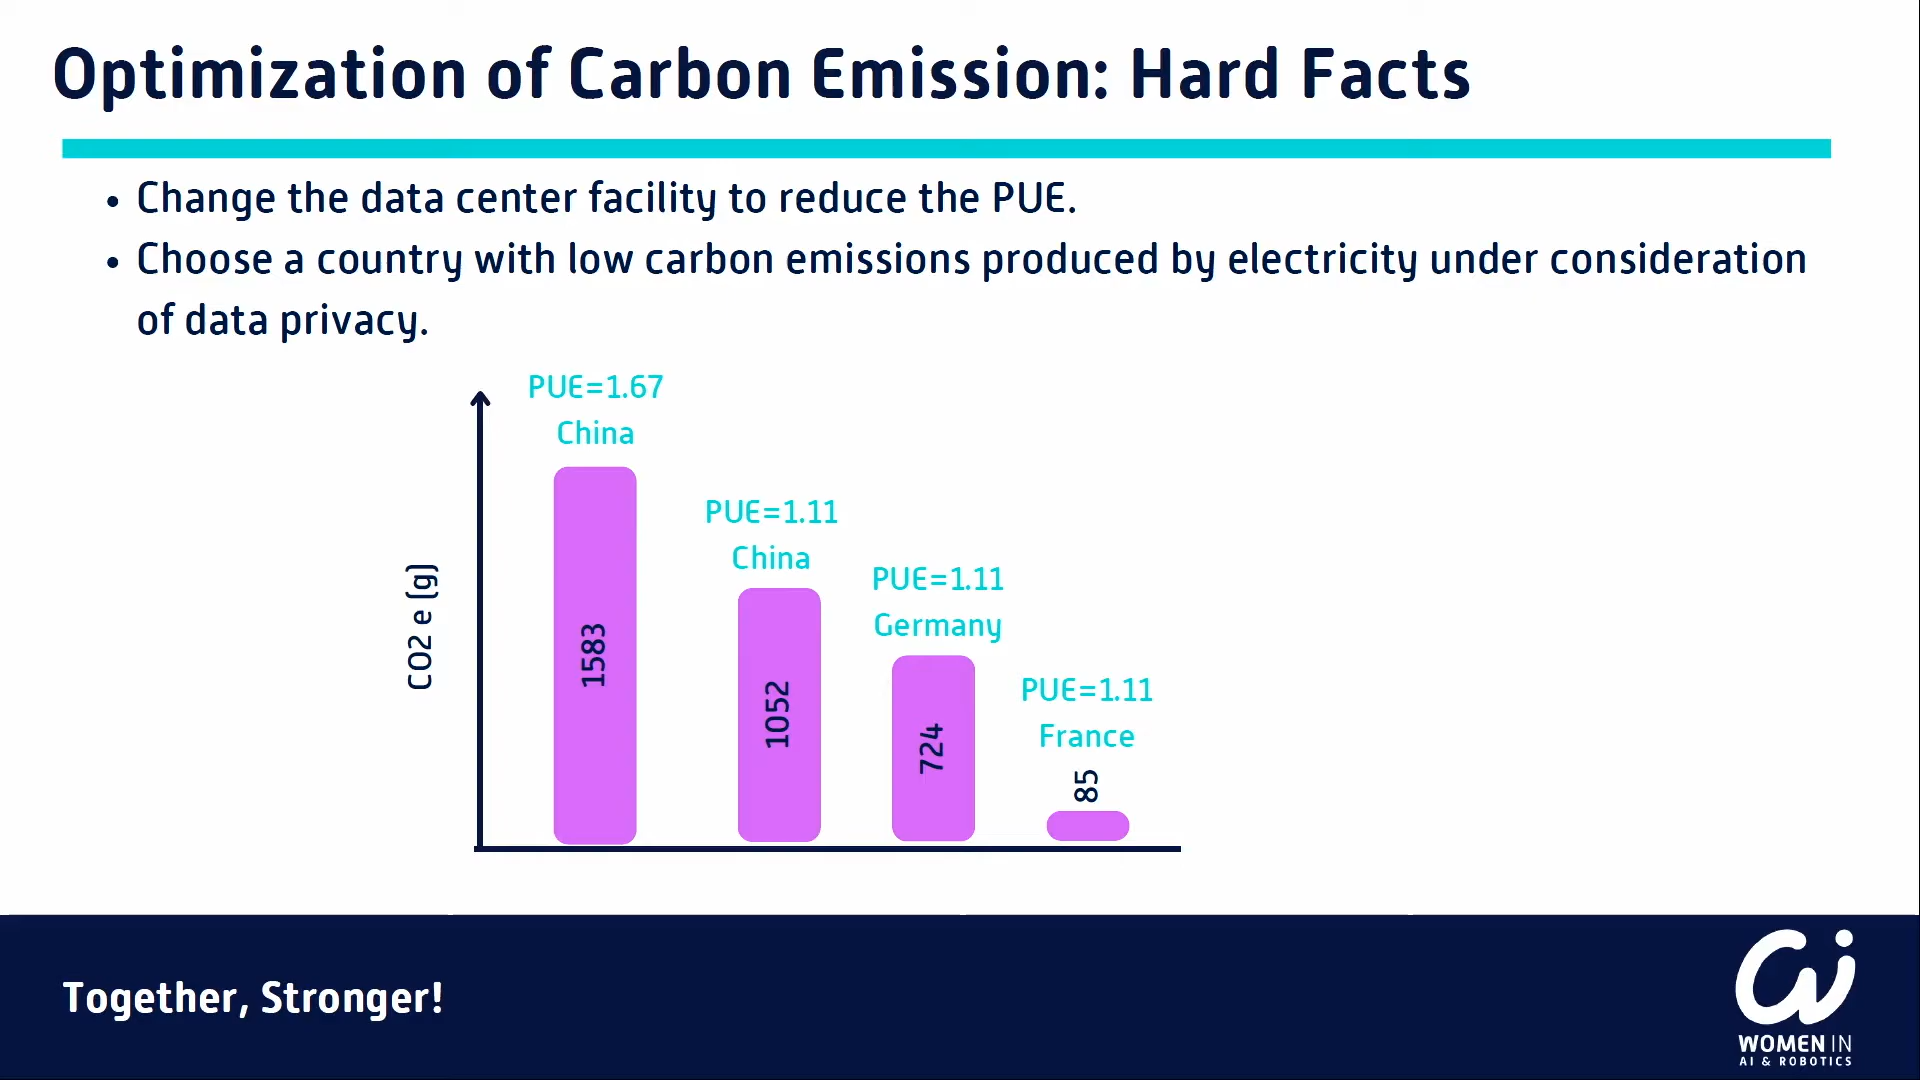 Optimization of Carbon Emission: Hard Facts
• Change the data center facility to reduce the PUE.
• Choose a country with low carbon emissions produced by electricity under consideration
of data privacy.
PUE=1.67
China
PUE=1.11
China
PUE=1.11
Germany
PUE=1.11
France
CO2 e (g)
1583
1052
724
85
Together, Stronger!
WOMEN IN
AI & ROBOTICS